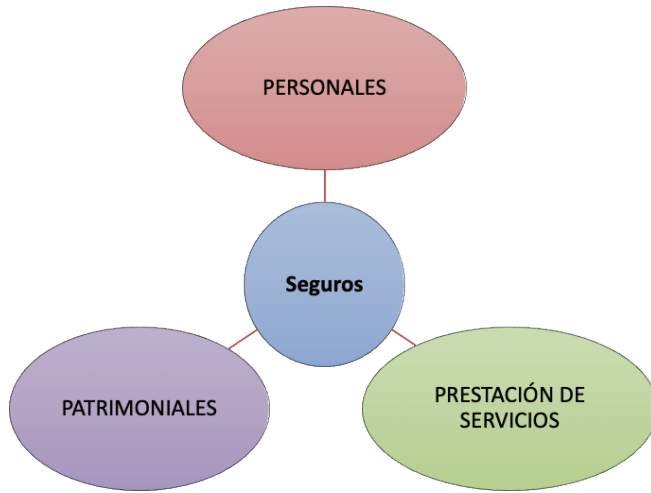 PERSONALES
Seguros
PATRIMONIALES
PRESTACIÓN DE
SERVICIOS